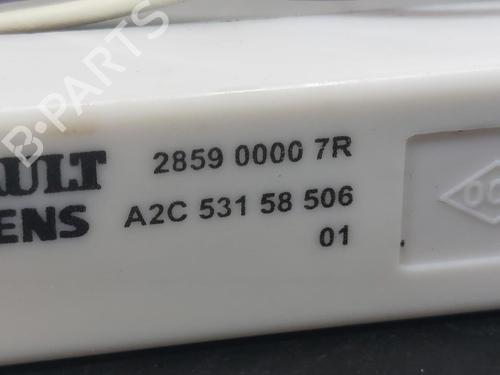 B-PARTS
AULT 2859 0000 7R
ENS A2C 531 58 506
01